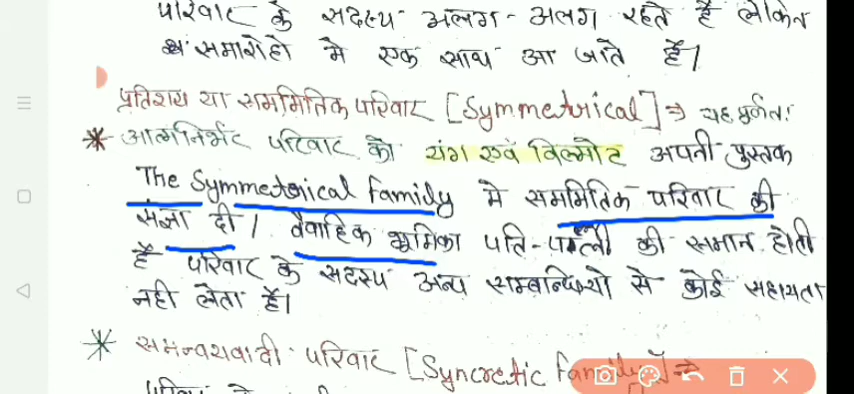 परिवार के सदस्य अलग-अलग रहते है लेकिन
समारोहो मे एक साथ आ जाते हैं।
प्रतिशय या सममितिक परिवार [Symmetrical] ⇒ यह पूर्णतः
* आत्मनिर्भर परिवार को यंग एवं विल्मोट अपनी पुस्तक
The Symmetrical Family मे सममितिक परिवार की
संज्ञा दी। वैवाहिक भूमिका पति-पत्नी की समान होती
है परिवार के सदस्य अन्य सम्बन्धियो से कोई सहायता
नही लेता है।
* समन्वयवादी परिवार [Syncretic family] ⇒